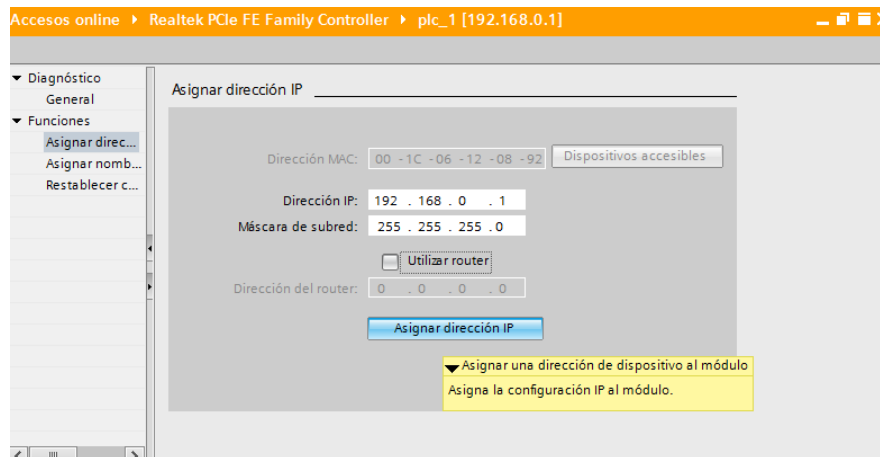 Accesos online ▸ Realtek PCIe FE Family Controller ▸ plc_1 [192.168.0.1]
Diagnóstico
General
Funciones
Asignar direc...
Asignar nomb...
Restablecer c...
Asignar dirección IP
Dirección MAC: 00 -1C -06 -12 -08 -92 Dispositivos accesibles
Dirección IP: 192 . 168 . 0 . 1
Máscara de subred: 255 . 255 . 255 . 0
Utilizar router
Dirección del router: 0 . 0 . 0 . 0
Asignar dirección IP
Asignar una dirección de dispositivo al módulo
Asigna la configuración IP al módulo.